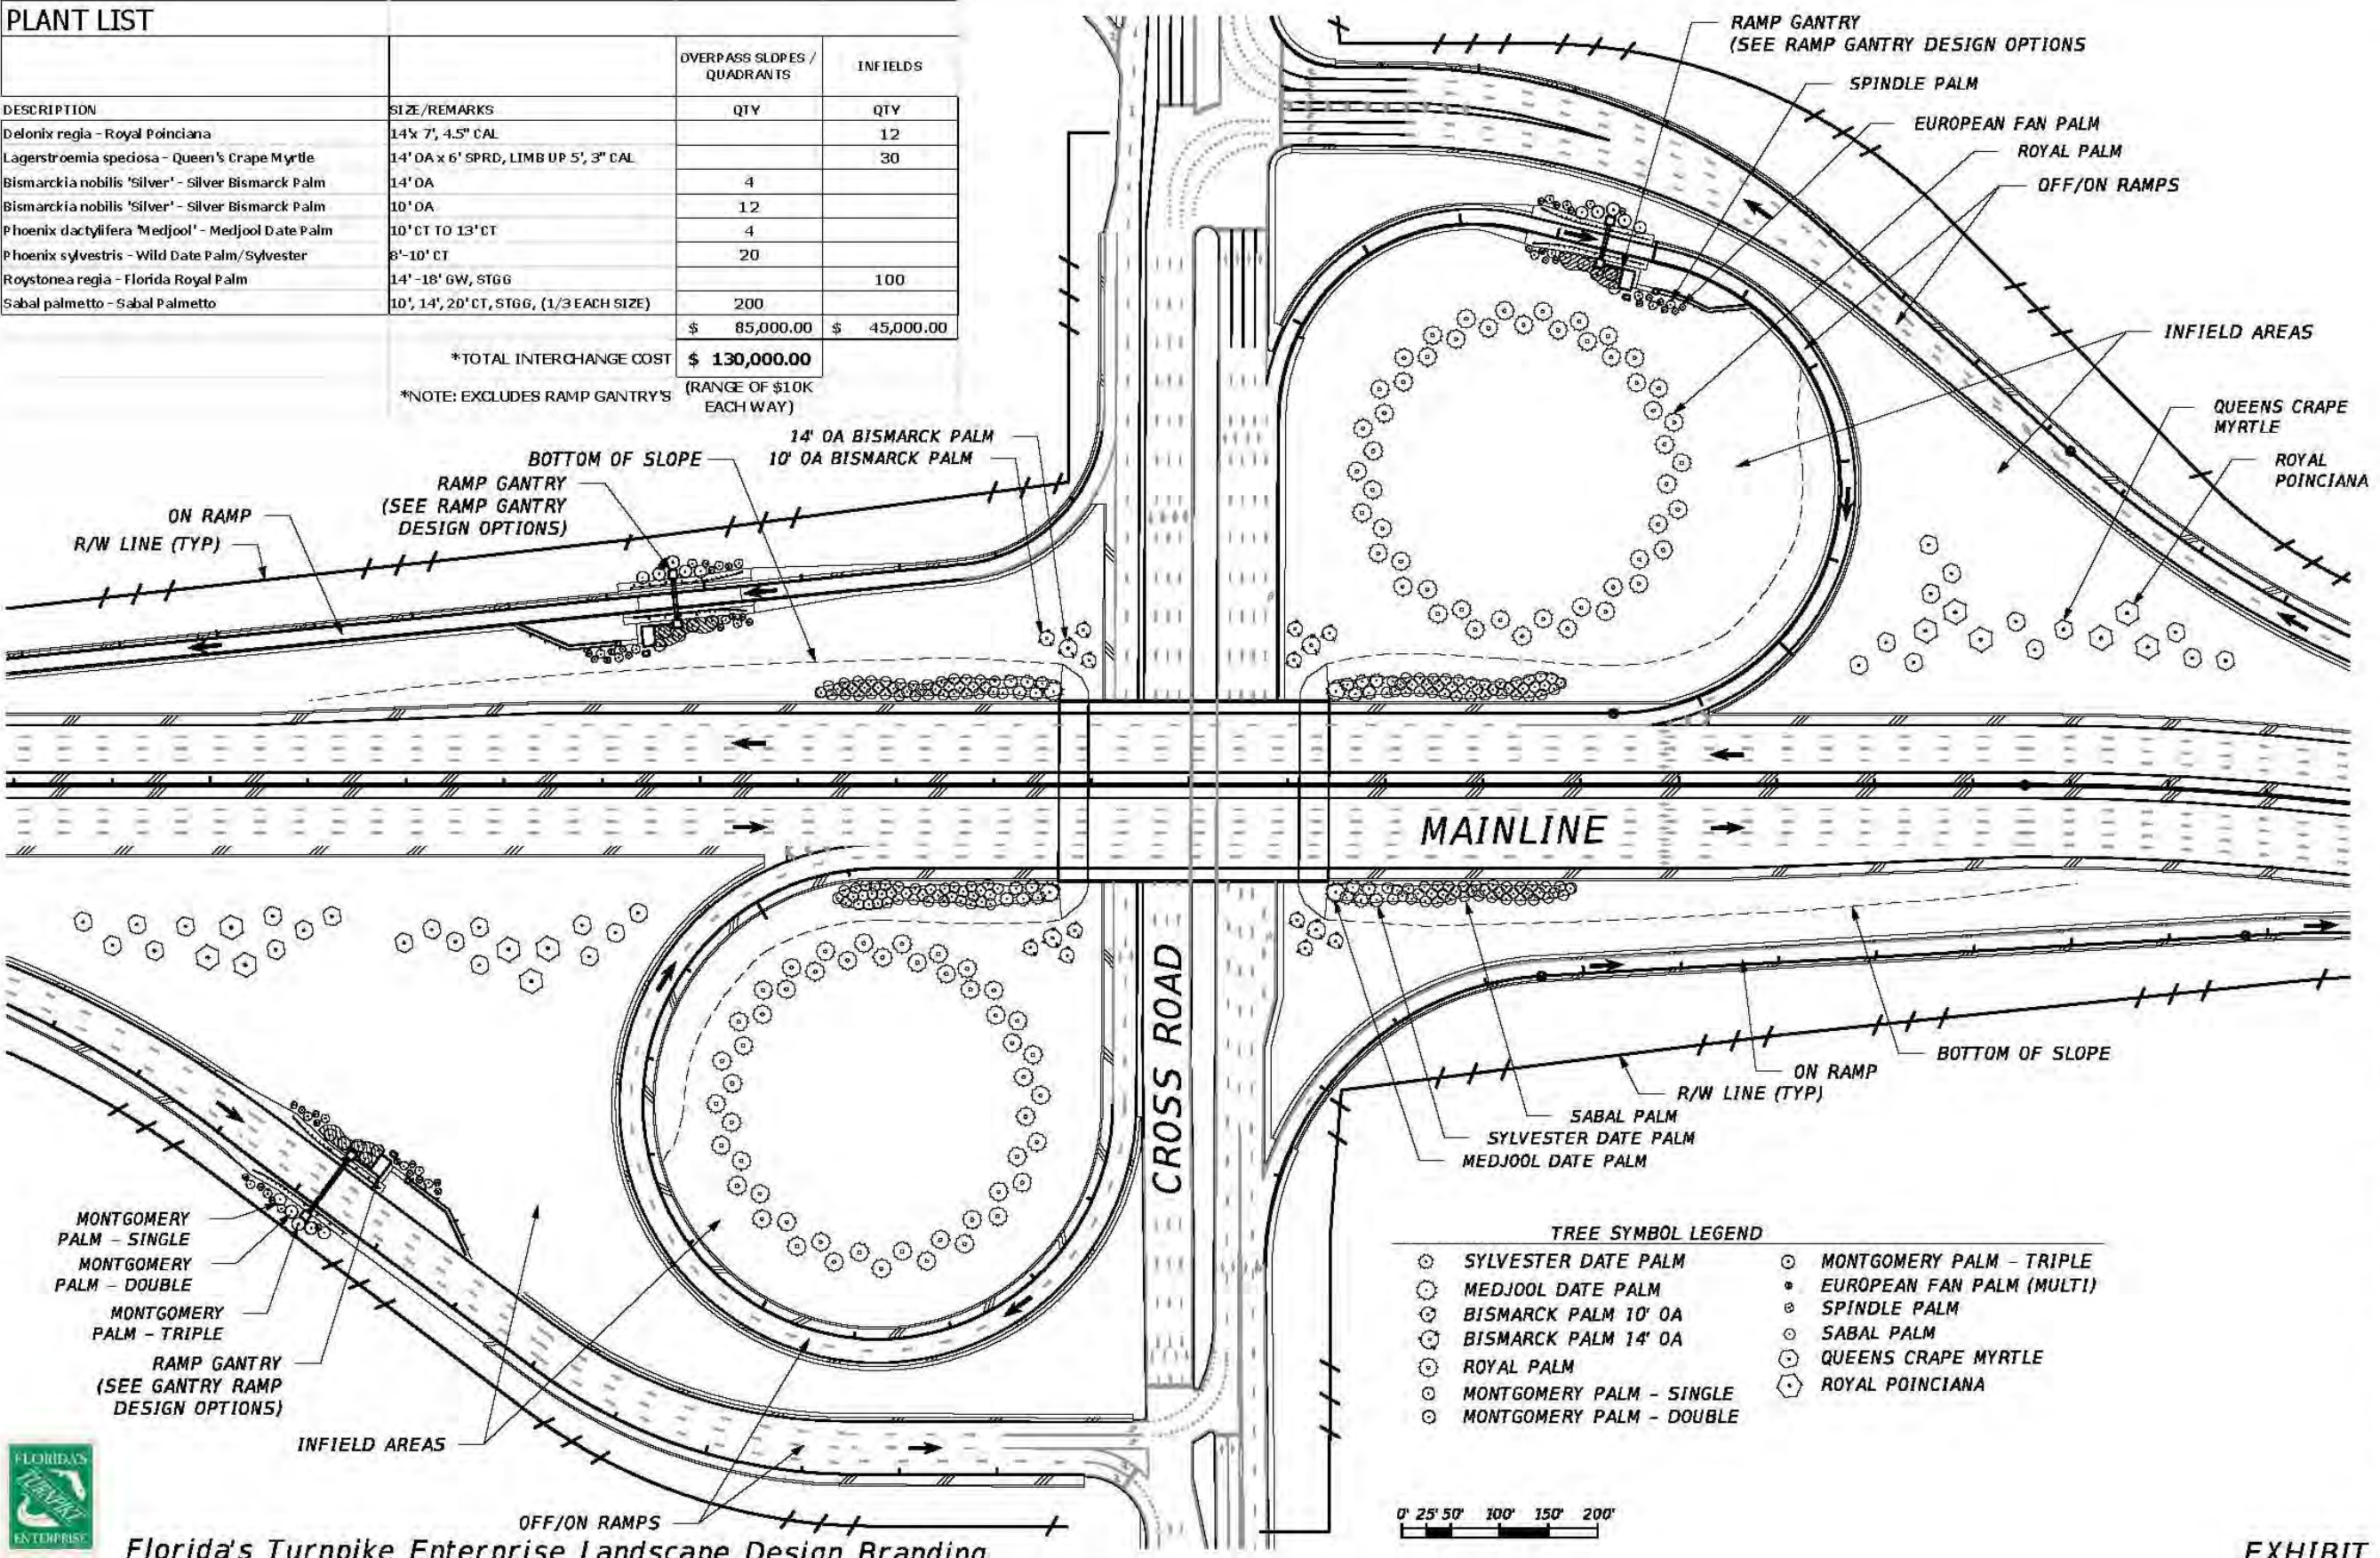 PLANT LIST
OVERPASS SLOPES / QUADRANTS
INFIELDS
DESCRIPTION SIZE/REMARKS QTY QTY
Delonix regia - Royal Poinciana 14'x 7', 4.5" CAL 12
Lagerstroemia speciosa - Queen's Crape Myrtle 14' OA x 6' SPRD, LIMB UP 5', 3" CAL 30
Bismarckia nobilis 'Silver' - Silver Bismarck Palm 14' OA 4
Bismarckia nobilis 'Silver' - Silver Bismarck Palm 10' OA 12
Phoenix dactylifera 'Medjool' - Medjool Date Palm 10' CT TO 13' CT 4
Phoenix sylvestris - Wild Date Palm/Sylvester 8'-10' CT 20
Roystonea regia - Florida Royal Palm 14' -18' GW, STGG 100
Sabal palmetto - Sabal Palmetto 10', 14', 20' CT, STGG, (1/3 EACH SIZE) 200
$ 85,000.00 $ 45,000.00
*TOTAL INTERCHANGE COST $ 130,000.00
*NOTE: EXCLUDES RAMP GANTRY'S (RANGE OF $10K
EACH WAY)
RAMP GANTRY
(SEE RAMP GANTRY DESIGN OPTIONS
SPINDLE PALM
EUROPEAN FAN PALM
ROYAL PALM
OFF/ON RAMPS
INFIELD AREAS
QUEENS CRAPE
MYRTLE
ROYAL
POINCIANA
14' OA BISMARCK PALM
10' OA BISMARCK PALM
BOTTOM OF SLOPE
RAMP GANTRY
(SEE RAMP GANTRY
DESIGN OPTIONS)
ON RAMP
R/W LINE (TYP)
MAINLINE
CROSS ROAD
BOTTOM OF SLOPE
ON RAMP
R/W LINE (TYP)
SABAL PALM
SYLVESTER DATE PALM
MEDJOOL DATE PALM
MONTGOMERY
PALM - SINGLE
MONTGOMERY
PALM - DOUBLE
MONTGOMERY
PALM - TRIPLE
RAMP GANTRY
(SEE GANTRY RAMP
DESIGN OPTIONS)
INFIELD AREAS
OFF/ON RAMPS
TREE SYMBOL LEGEND
SYLVESTER DATE PALM
MEDJOOL DATE PALM
BISMARCK PALM 10' OA
BISMARCK PALM 14' OA
ROYAL PALM
MONTGOMERY PALM - SINGLE
MONTGOMERY PALM - DOUBLE
MONTGOMERY PALM - TRIPLE
EUROPEAN FAN PALM (MULTI)
SPINDLE PALM
SABAL PALM
QUEENS CRAPE MYRTLE
ROYAL POINCIANA
0' 25' 50' 100' 150' 200'
FLORIDA'S
TURNPIKE
ENTERPRISE
Florida's Turnpike Enterprise Landscape Design Branding
EXHIBIT